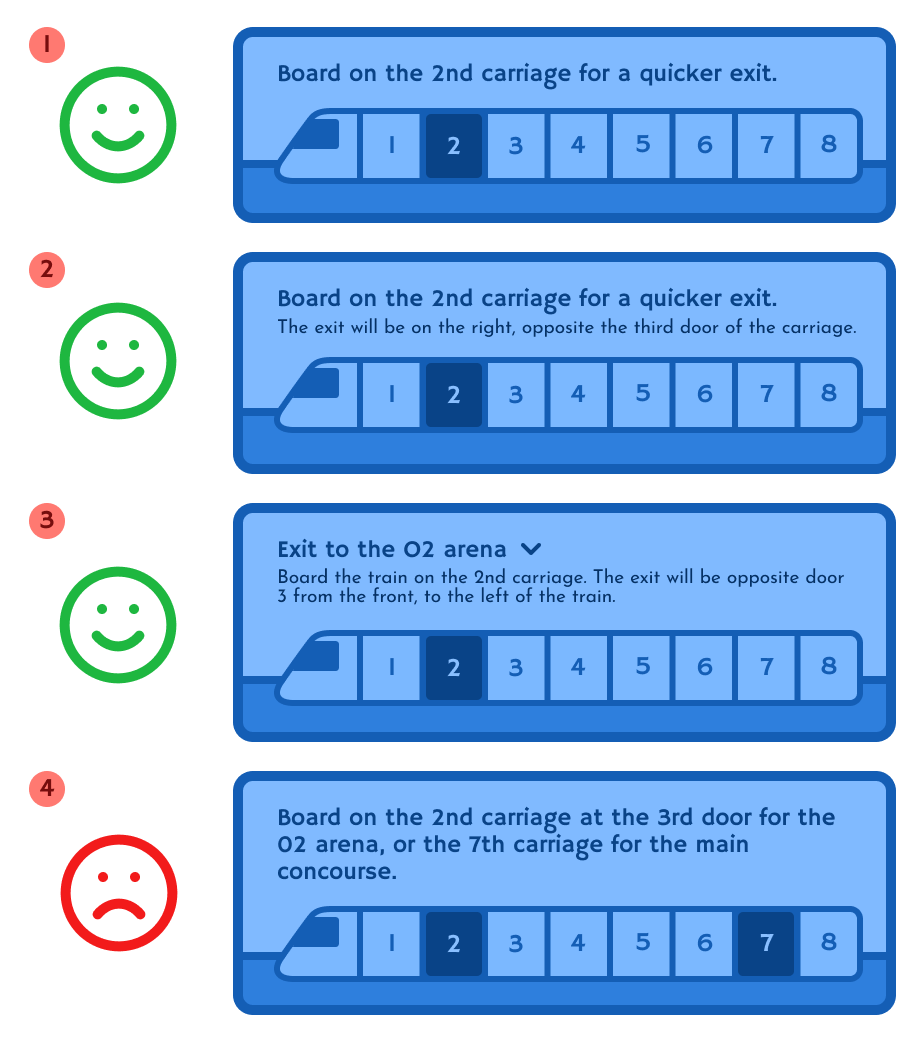 1
Board on the 2nd carriage for a quicker exit.
1 2 3 4 5 6 7 8
2
Board on the 2nd carriage for a quicker exit.
The exit will be on the right, opposite the third door of the carriage.
1 2 3 4 5 6 7 8
3
Exit to the O2 arena
Board the train on the 2nd carriage. The exit will be opposite door
3 from the front, to the left of the train.
1 2 3 4 5 6 7 8
4
Board on the 2nd carriage at the 3rd door for the
02 arena, or the 7th carriage for the main
concourse.
1 2 3 4 5 6 7 8